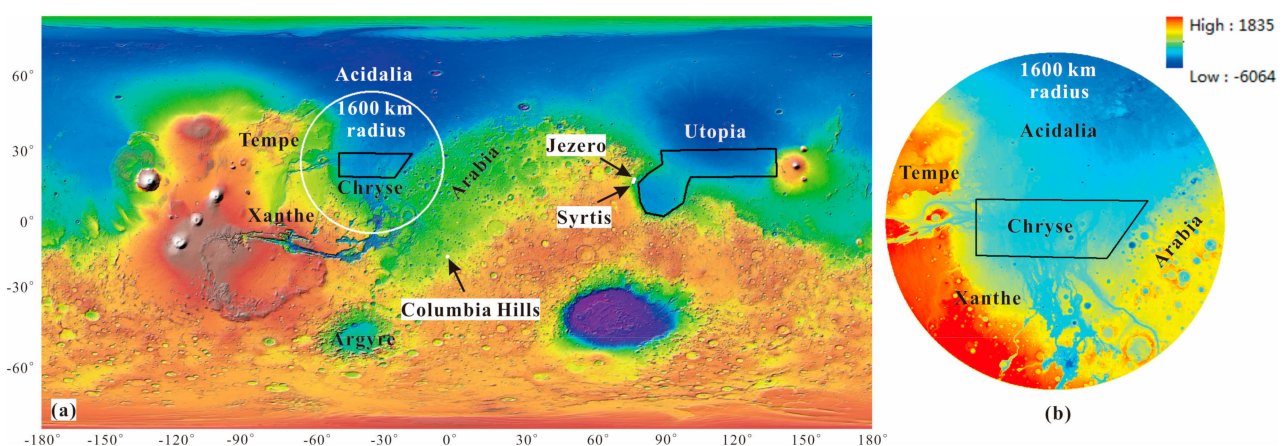 60°
30°
0°
-30°
-60°
Acidalia
1600 km
radius
Tempe
Chryse
Xanthe
Arabia
Jezero
Syrtis
Utopia
Columbia Hills
Argyre
(a)
-180° -150° -120° -90° -60° -30° 0° 30° 60° 90° 120° 150° 180°
High : 1835
Low : -6064
1600 km
radius
Acidalia
Tempe
Chryse
Arabia
Xanthe
(b)